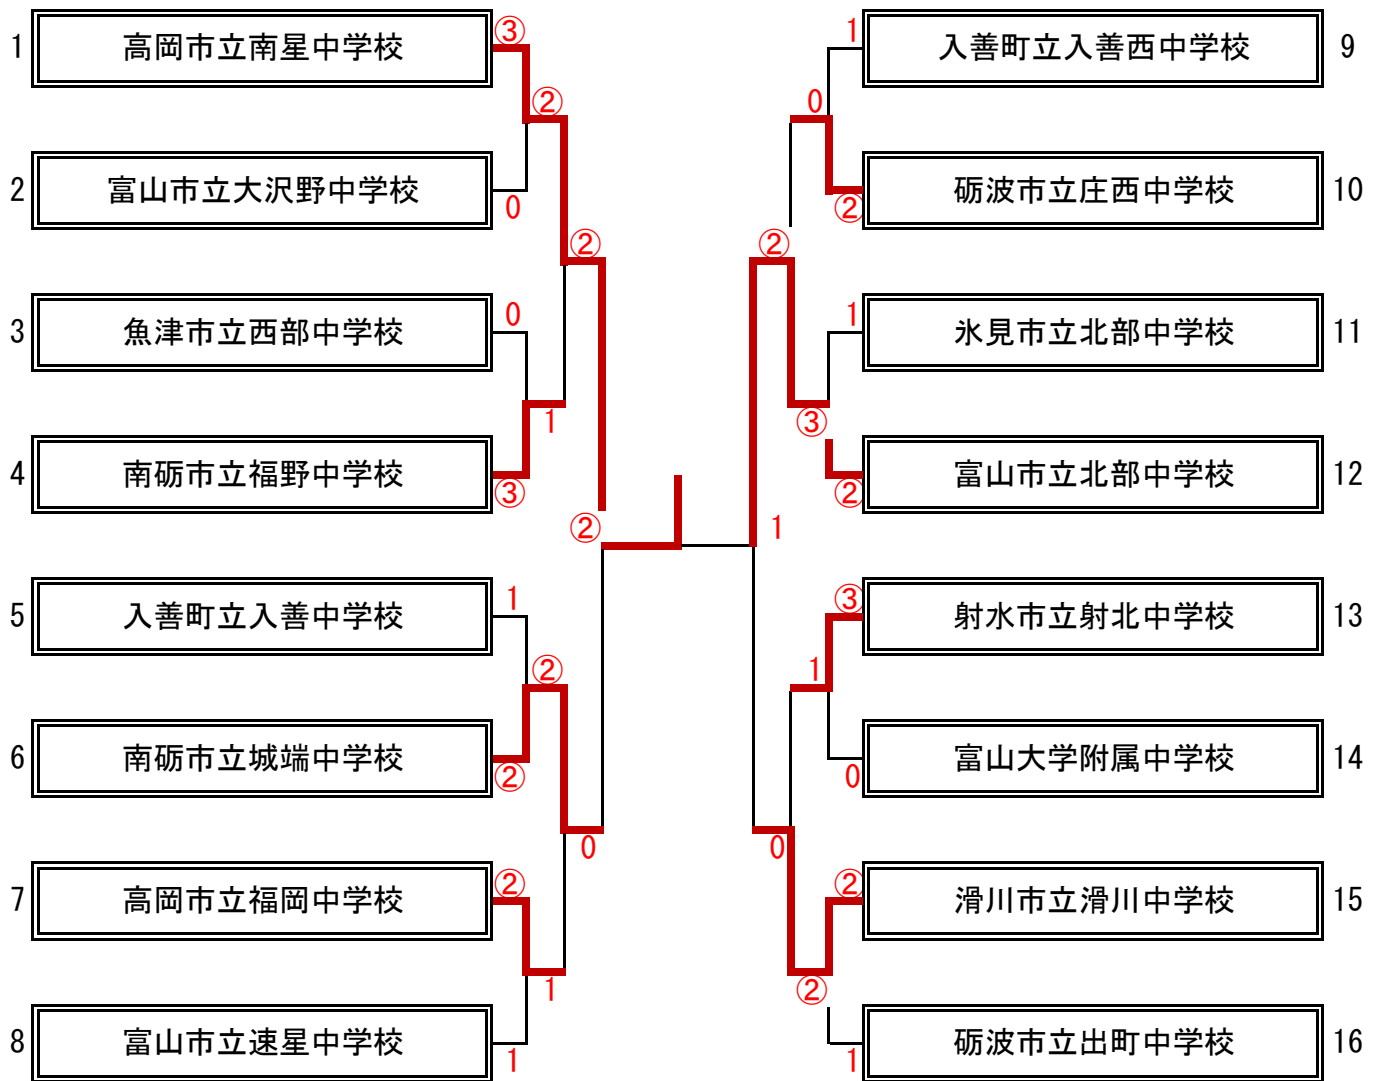 ③
1 高岡市立南星中学校
②
2 富山市立大沢野中学校
0
②
3 魚津市立西部中学校
0
1
4 南砺市立福野中学校
③
②
5 入善町立入善中学校
1
②
6 南砺市立城端中学校
②
0
7 高岡市立福岡中学校
②
1
8 富山市立速星中学校
1
1
入善町立入善西中学校 9
0
砺波市立庄西中学校 10
②
②
1
氷見市立北部中学校 11
③
富山市立北部中学校 12
②
1
③
射水市立射北中学校 13
1
富山大学附属中学校 14
0
0
②
滑川市立滑川中学校 15
②
砺波市立出町中学校 16
1